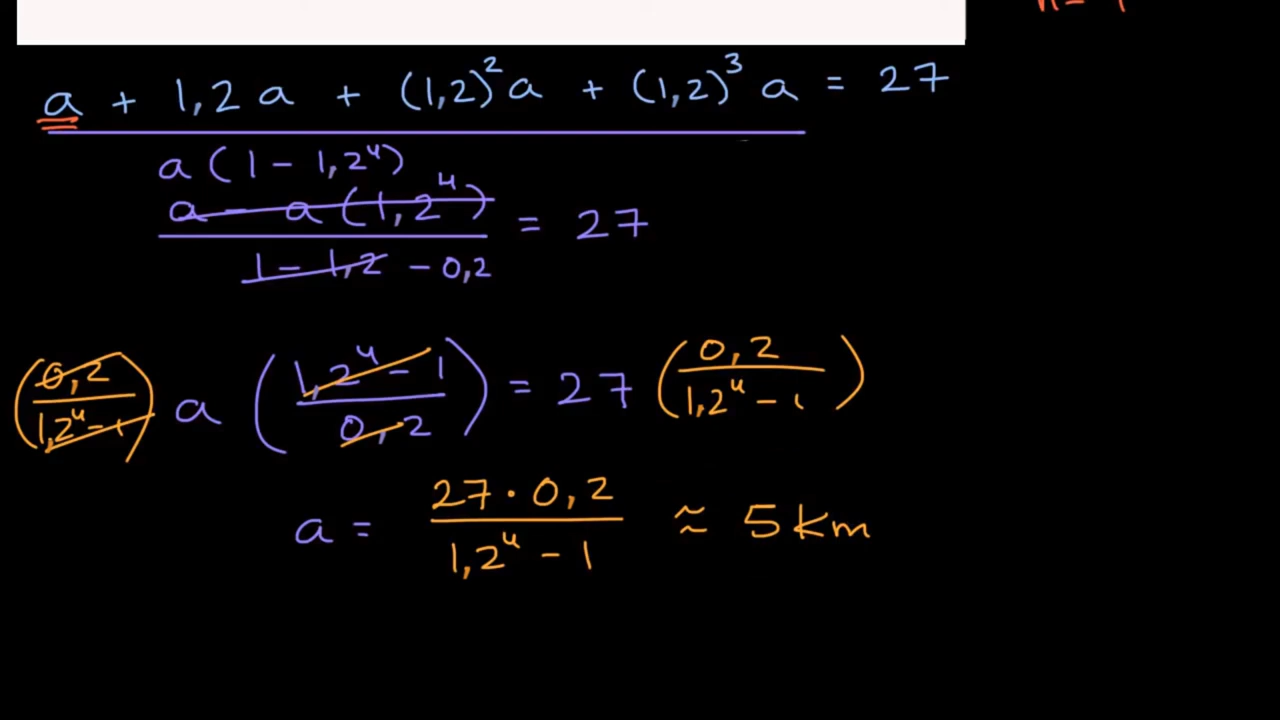 a + 1,2 a + (1,2)² a + (1,2)³ a = 27
a (1 - 1,2⁴)
a - a (1,2⁴) = 27
1 - 1,2 - 0,2
(0,2 / 1,2⁴ - 1) a (1,2⁴ - 1 / 0,2) = 27 (0,2 / 1,2⁴ - 1)
a = 27 · 0,2 / 1,2⁴ - 1 ≈ 5 km